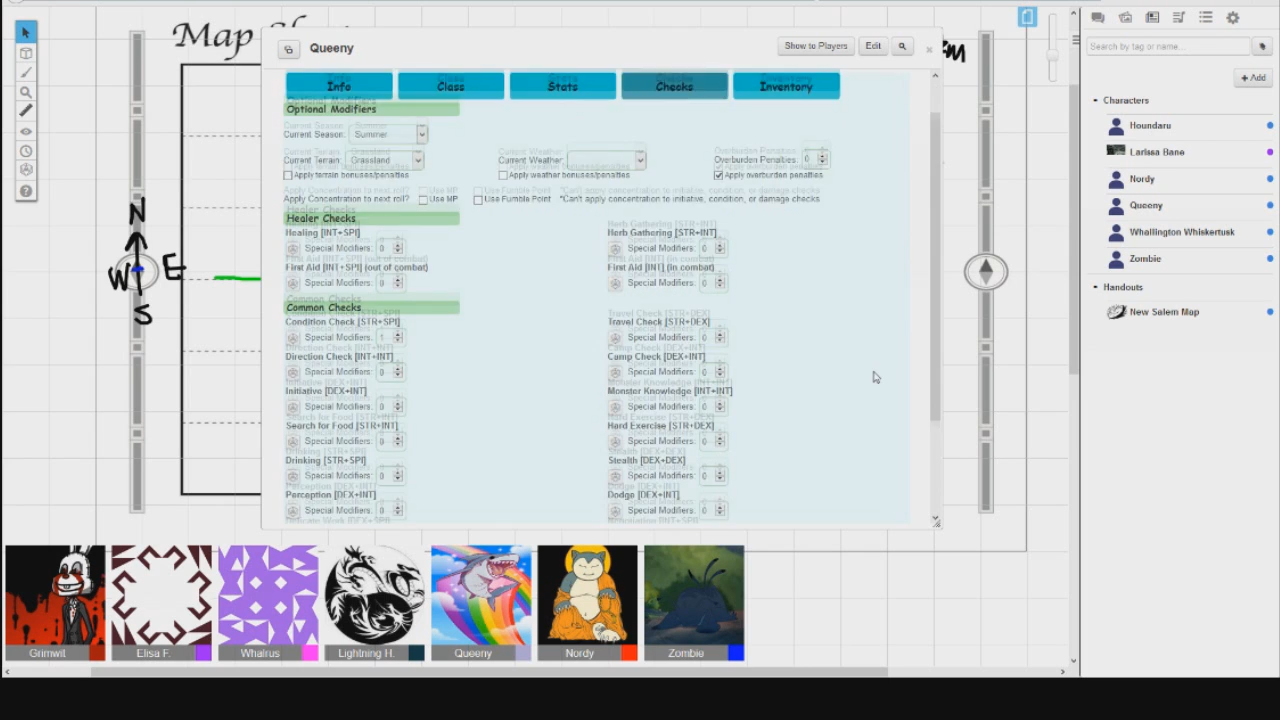 Map
Queeny
Show to Players
Edit
Search by tag or name...
Add
Info
Class
Stats
Checks
Inventory
Characters
Optional Modifiers
Houndaru
Current Season: Summer
Larissa Bane
Current Terrain: Grassland
Current Weather:
Overburden Penalties: 0
Apply terrain bonuses/penalties
Apply weather bonuses/penalties
Apply overburden penalties
Nordy
Apply Concentration to next roll? Use MP Use Fumble Point *Can't apply concentration to initiative, condition, or damage checks
Queeny
Healer Checks
Whallington Whiskertusk
Healing [INT+SPI]
Herb Gathering [STR+INT]
Special Modifiers: 0
Special Modifiers: 0
Zombie
First Aid [INT+SPI] (out of combat)
First Aid [INT] (in combat)
Special Modifiers: 0
Special Modifiers: 0
Handouts
Common Checks
New Salem Map
Condition Check [STR+SPI]
Travel Check [STR+DEX]
Special Modifiers: 1
Special Modifiers: 0
Direction Check [INT+INT]
Camp Check [DEX+INT]
Special Modifiers: 0
Special Modifiers: 0
Initiative [DEX+INT]
Monster Knowledge [INT+INT]
Special Modifiers: 0
Special Modifiers: 0
Search for Food [STR+INT]
Hard Exercise [STR+DEX]
Special Modifiers: 0
Special Modifiers: 0
Drinking [STR+SPI]
Stealth [DEX+DEX]
Special Modifiers: 0
Special Modifiers: 0
Perception [DEX+INT]
Dodge [DEX+INT]
Special Modifiers: 0
Special Modifiers: 0
N
W E
S
Grimwit
Elisa F.
Whalrus
Lightning H.
Queeny
Nordy
Zombie